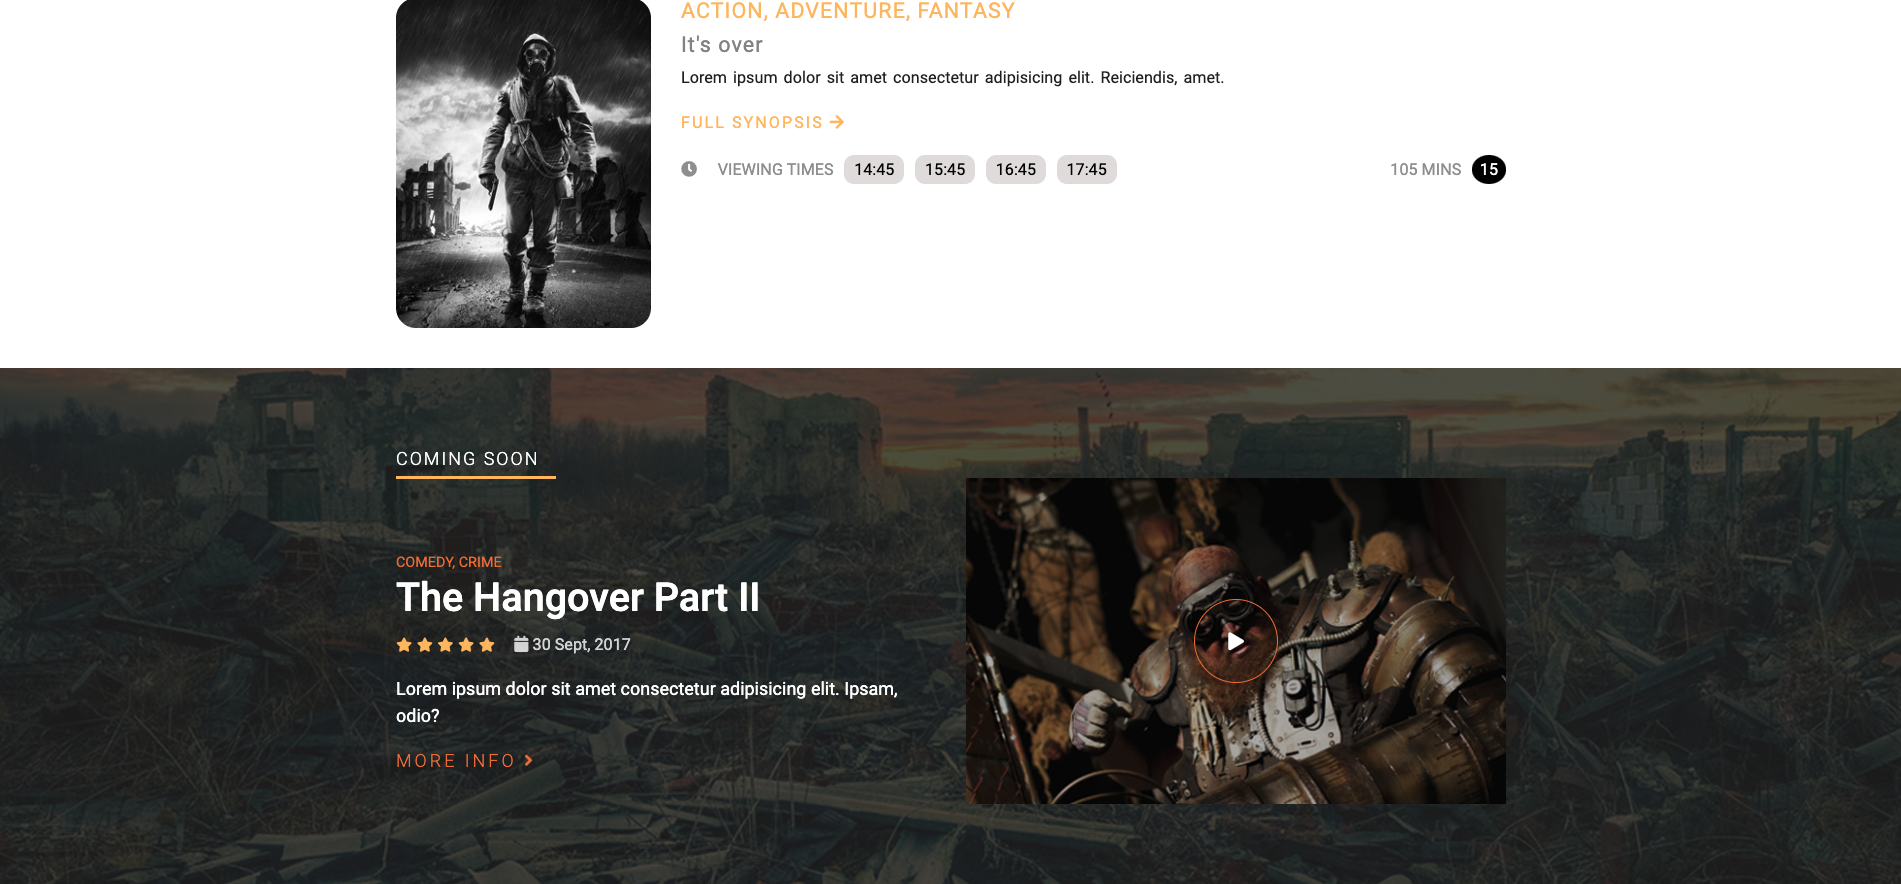 ACTION, ADVENTURE, FANTASY
It's over
Lorem ipsum dolor sit amet consectetur adipisicing elit. Reiciendis, amet.
FULL SYNOPSIS
VIEWING TIMES 14:45 15:45 16:45 17:45 105 MINS 15
COMING SOON
COMEDY, CRIME
The Hangover Part II
30 Sept, 2017
Lorem ipsum dolor sit amet consectetur adipisicing elit. Ipsam,
odio?
MORE INFO